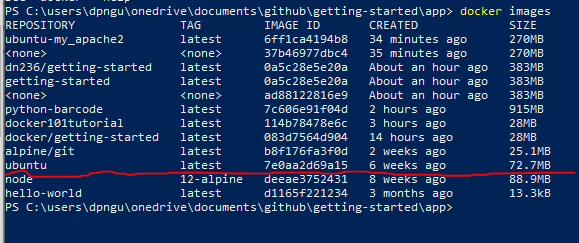 PS C:\users\dpngu\onedrive\documents\github\getting-started\app> docker images
REPOSITORY TAG IMAGE ID CREATED SIZE
ubuntu-my_apache2 latest 6ff1ca4194b8 34 minutes ago 270MB
<none> <none> 37b46977dbc4 35 minutes ago 270MB
dn236/getting-started latest 0a5c28e5e20a About an hour ago 383MB
getting-started latest 0a5c28e5e20a About an hour ago 383MB
<none> <none> ad88122816e9 About an hour ago 383MB
python-barcode latest 7c606e91f04d 2 hours ago 915MB
docker101tutorial latest 114b78478e6c 3 hours ago 28MB
docker/getting-started latest 083d7564d904 14 hours ago 28MB
alpine/git latest b8f176fa3f0d 2 weeks ago 25.1MB
ubuntu latest 7e0aa2d69a15 6 weeks ago 72.7MB
node 12-alpine deeae3752431 8 weeks ago 88.9MB
hello-world latest d1165f221234 3 months ago 13.3kB
PS C:\users\dpngu\onedrive\documents\github\getting-started\app>